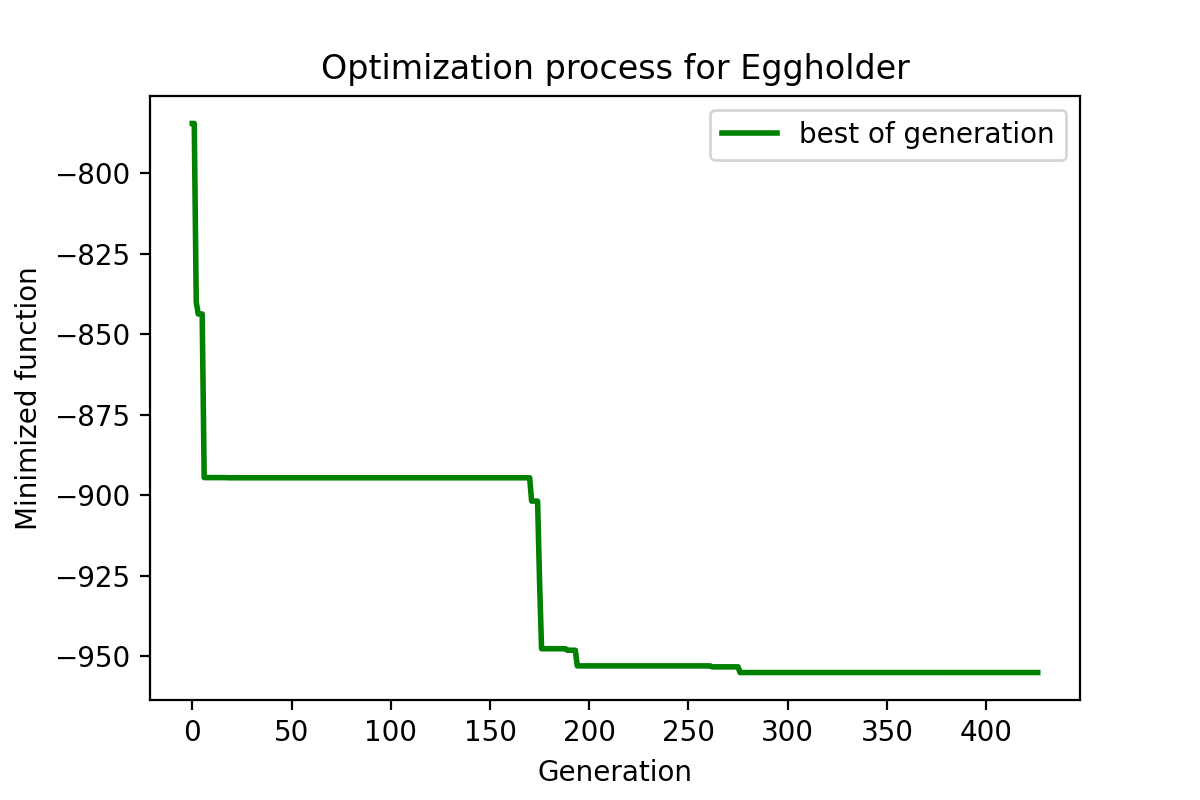 Optimization process for Eggholder
best of generation
Minimized function
−800
−825
−850
−875
−900
−925
−950
0 50 100 150 200 250 300 350 400
Generation